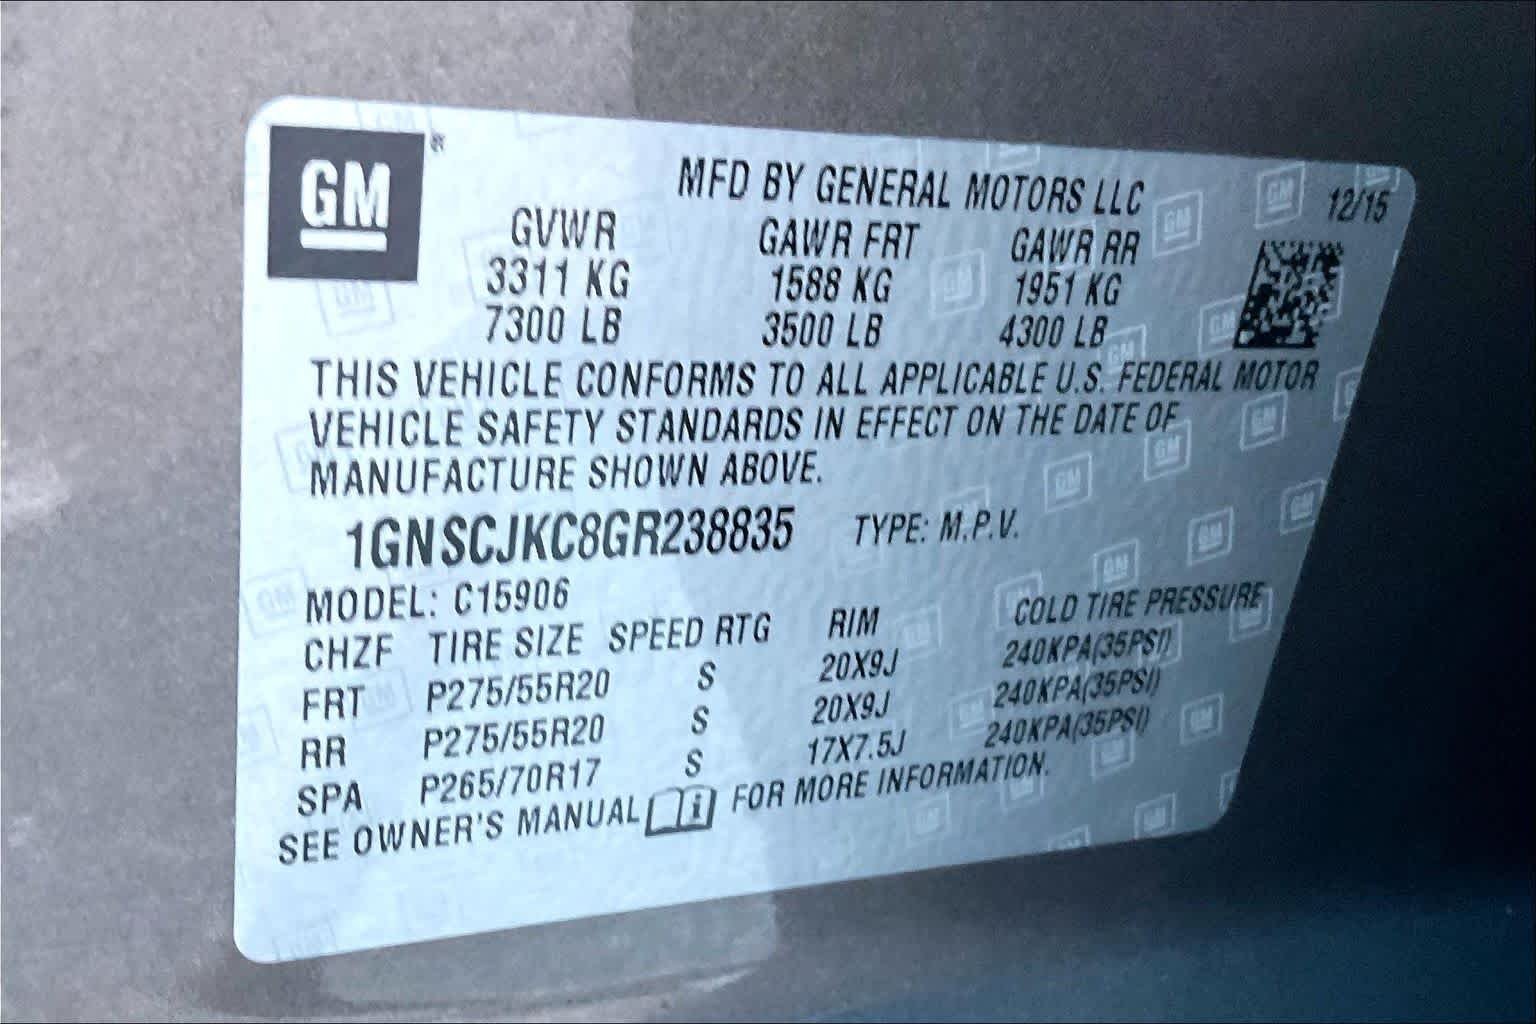 GM®
MFD BY GENERAL MOTORS LLC 12/15
GVWR GAWR FRT GAWR RR
3311 KG 1588 KG 1951 KG
7300 LB 3500 LB 4300 LB
THIS VEHICLE CONFORMS TO ALL APPLICABLE U.S. FEDERAL MOTOR
VEHICLE SAFETY STANDARDS IN EFFECT ON THE DATE OF
MANUFACTURE SHOWN ABOVE.
1GNSCJKC8GR238835 TYPE: M.P.V.
MODEL: C15906
CHZF TIRE SIZE SPEED RTG RIM COLD TIRE PRESSURE
FRT P275/55R20 S 20X9J 240KPA(35PSI)
RR P275/55R20 S 20X9J 240KPA(35PSI)
SPA P265/70R17 S 17X7.5J 240KPA(35PSI)
SEE OWNER'S MANUAL i FOR MORE INFORMATION.